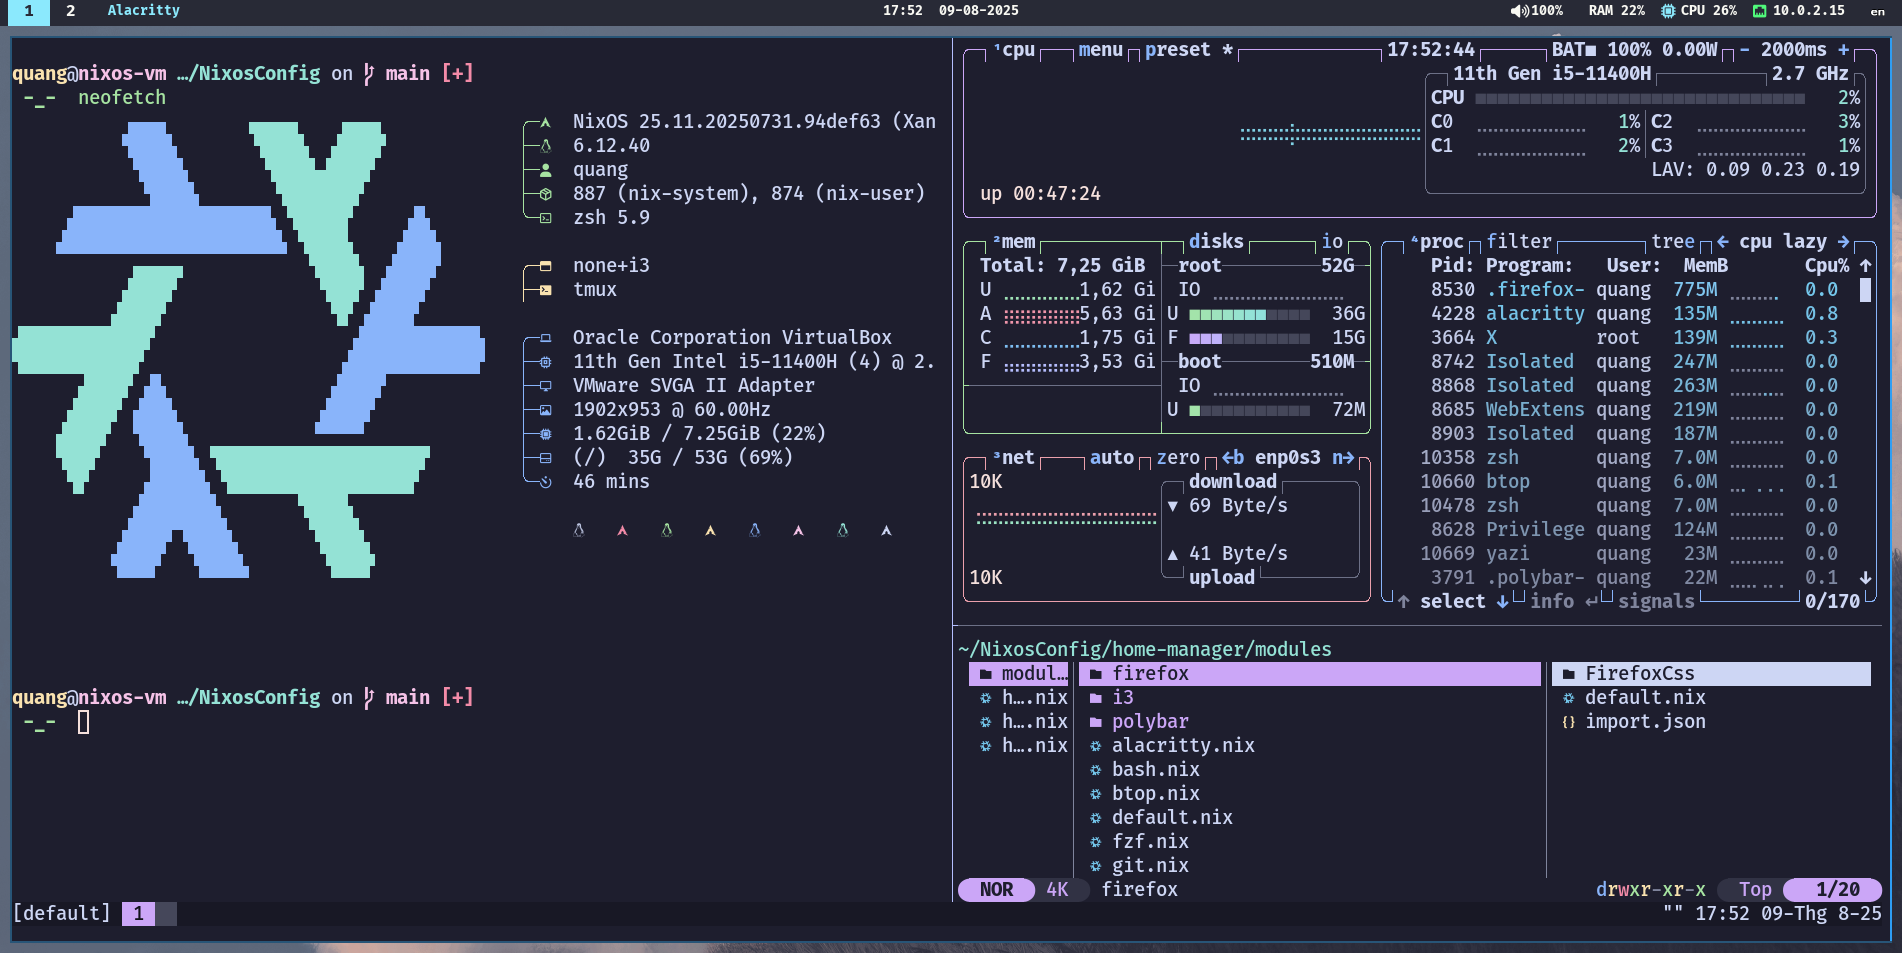 1 2 Alacritty 17:52 09-08-2025 100% RAM 22% CPU 26% 10.0.2.15 en
quang@nixos-vm …/NixosConfig on main [+]
-_- neofetch
NixOS 25.11.20250731.94def63 (Xan
6.12.40
quang
887 (nix-system), 874 (nix-user)
zsh 5.9
none+i3
tmux
Oracle Corporation VirtualBox
11th Gen Intel i5-11400H (4) @ 2.
VMware SVGA II Adapter
1902x953 @ 60.00Hz
1.62GiB / 7.25GiB (22%)
(/) 35G / 53G (69%)
46 mins
quang@nixos-vm …/NixosConfig on main [+]
-_-
¹cpu menu preset * 17:52:44 BAT■ 100% 0.00W - 2000ms +
11th Gen i5-11400H 2.7 GHz
CPU 2%
C0 1% C2 3%
C1 2% C3 1%
LAV: 0.09 0.23 0.19
up 00:47:24
²mem disks io
Total: 7,25 GiB root 52G
U 1,62 Gi IO
A 5,63 Gi U 36G
C 1,75 Gi F 15G
F 3,53 Gi boot 510M
IO
U 72M
³net auto zero ←b enp0s3 n→
10K download
▼ 69 Byte/s
▲ 41 Byte/s
10K upload
⁴proc filter tree ← cpu lazy →
Pid: Program: User: MemB Cpu% ↑
8530 .firefox- quang 775M 0.0
4228 alacritty quang 135M 0.8
3664 X root 139M 0.3
8742 Isolated quang 247M 0.0
8868 Isolated quang 263M 0.0
8685 WebExtens quang 219M 0.0
8903 Isolated quang 187M 0.0
10358 zsh quang 7.0M 0.0
10660 btop quang 6.0M 0.1
10478 zsh quang 7.0M 0.0
8628 Privilege quang 124M 0.0
10669 yazi quang 23M 0.0
3791 .polybar- quang 22M 0.1 ↓
↑ select ↓ info ↵ signals 0/170
~/NixosConfig/home-manager/modules
modul… firefox FirefoxCss
h….nix i3 default.nix
h….nix polybar {} import.json
h….nix alacritty.nix
bash.nix
btop.nix
default.nix
fzf.nix
git.nix
NOR 4K firefox drwxr-xr-x Top 1/20
[default] 1 "" 17:52 09-Thg 8-25